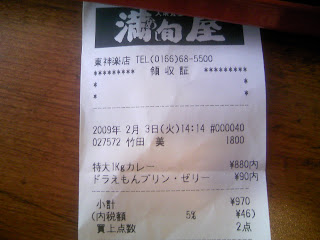 満旬屋
東神楽店 TEL(0166)68-5500
********* 領収証 *********
2009年 2月 3日(火)14:14 #000040
027572 竹田 美 1800
特大1Kgカレー ¥880内
ドラえもんプリン・ゼリー ¥90内
小計 ¥970
(内税額 5% ¥46)
買上点数 2点